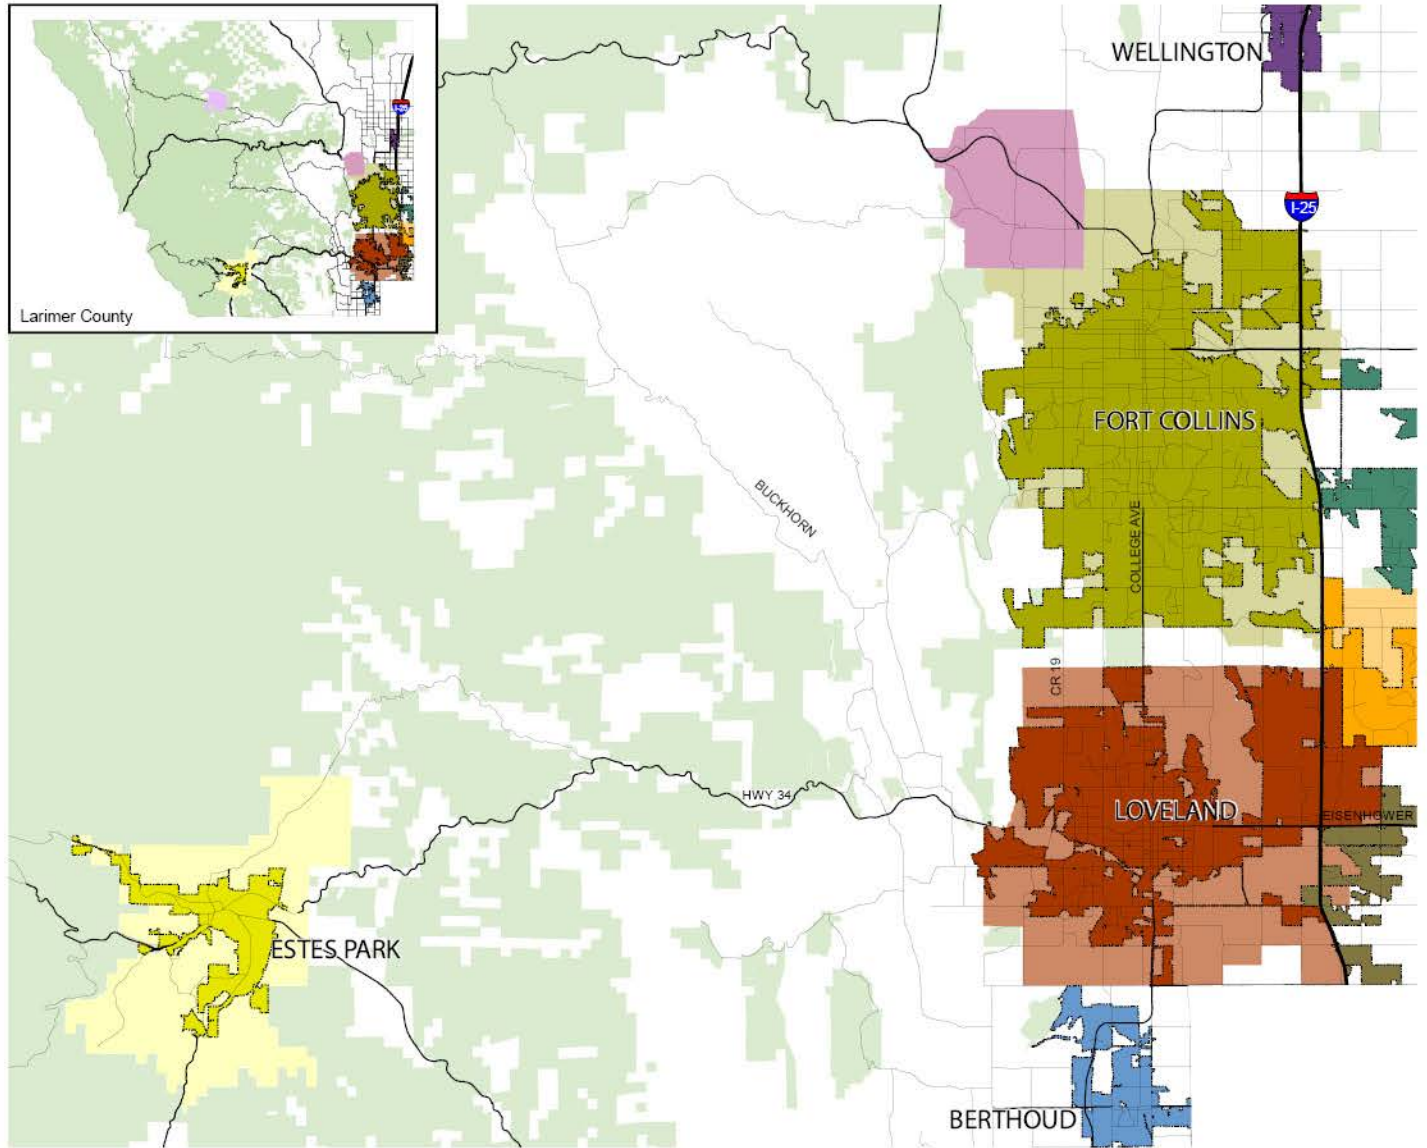 WELLINGTON
I-25
I-25
Larimer County
FORT COLLINS
BUCKHORN
COLLEGE AVE
CR 19
HWY 34
LOVELAND
EISENHOWER
ESTES PARK
BERTHOUD